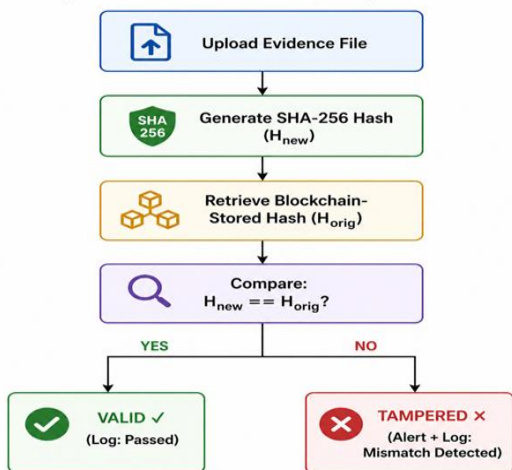 Upload Evidence File
SHA
256
Generate SHA-256 Hash
(Hnew)
Retrieve Blockchain-
Stored Hash (Horig)
Compare:
Hnew == Horig?
YES
NO
VALID ✓
(Log: Passed)
TAMPERED ✕
(Alert + Log:
Mismatch Detected)